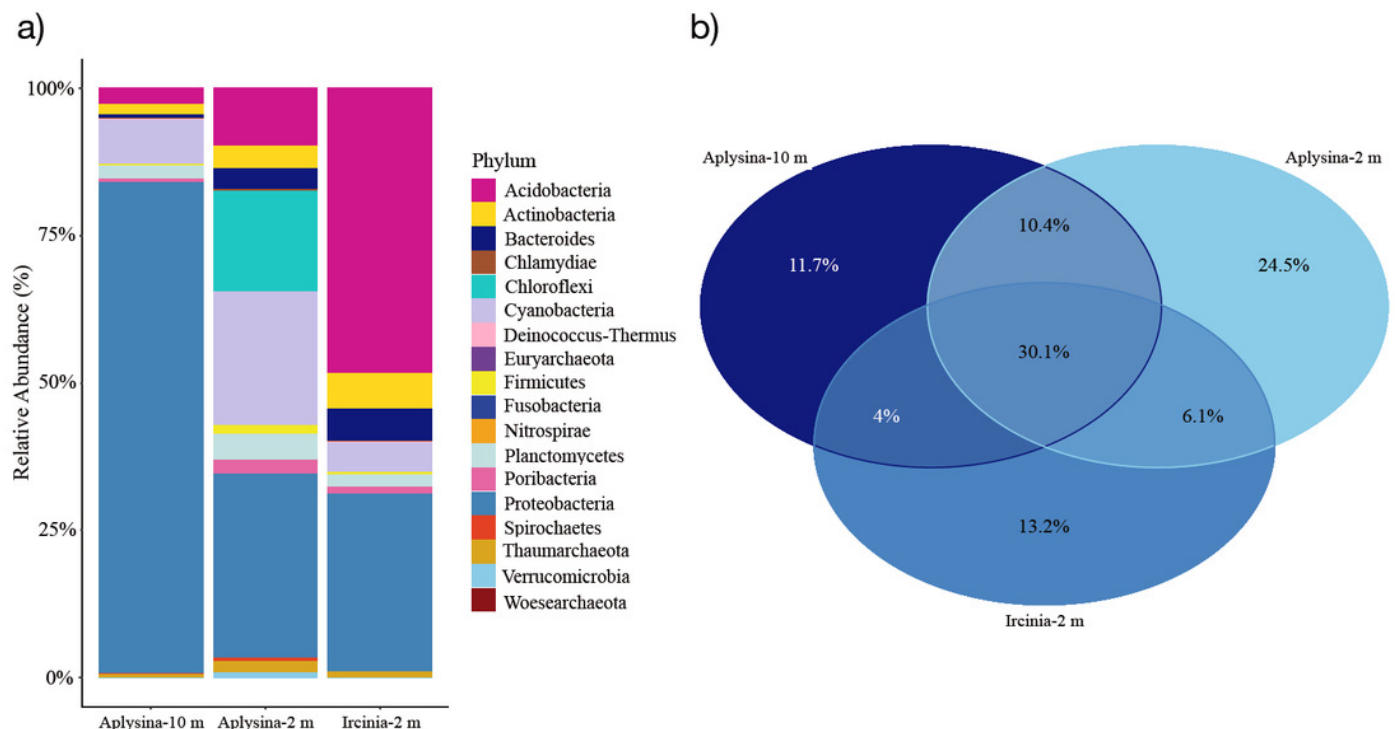 a)
100%
75%
50%
25%
0%
Relative Abundance (%)
Aplysina-10 m
Aplysina-2 m
Ircinia-2 m
Phylum
Acidobacteria
Actinobacteria
Bacteroides
Chlamydiae
Chloroflexi
Cyanobacteria
Deinococcus-Thermus
Euryarchaeota
Firmicutes
Fusobacteria
Nitrospirae
Planctomycetes
Poribacteria
Proteobacteria
Spirochaetes
Thaumarchaeota
Verrucomicrobia
Woesearchaeota
b)
Aplysina-10 m
Aplysina-2 m
10.4%
11.7%
24.5%
30.1%
4%
6.1%
13.2%
Ircinia-2 m